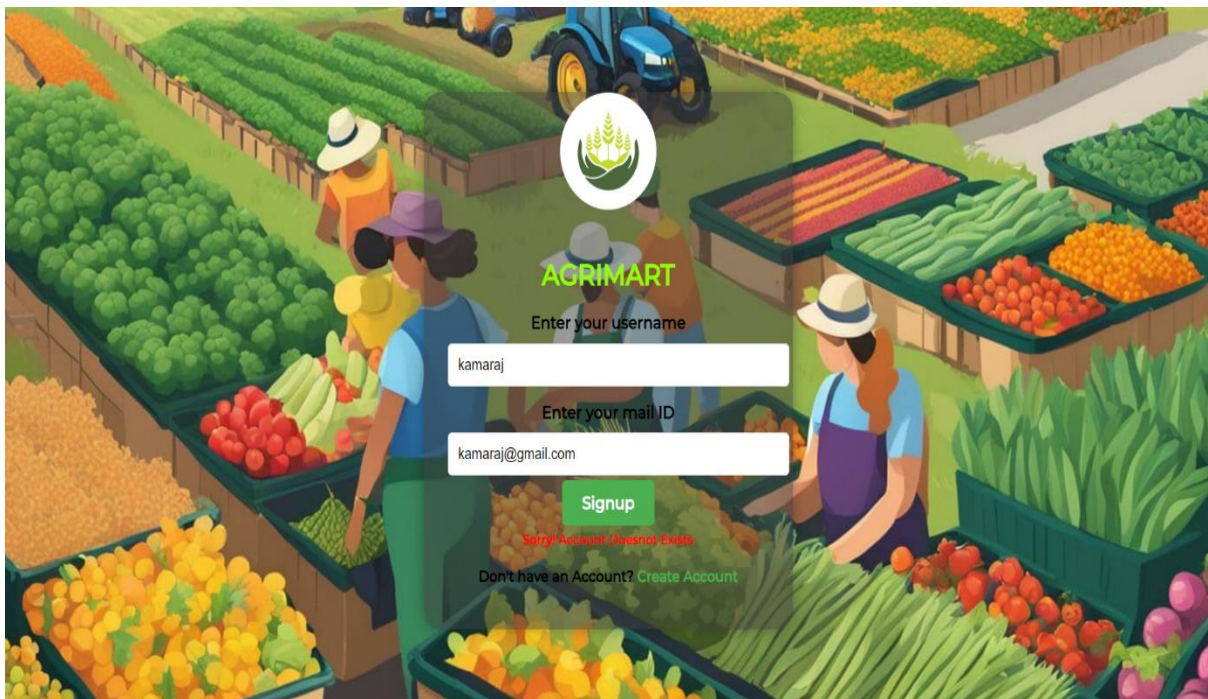 AGRIMART
Enter your username
kamaraj
Enter your mail ID
kamaraj@gmail.com
Signup
Sorry! Account Doesnot Exists
Don't have an Account? Create Account